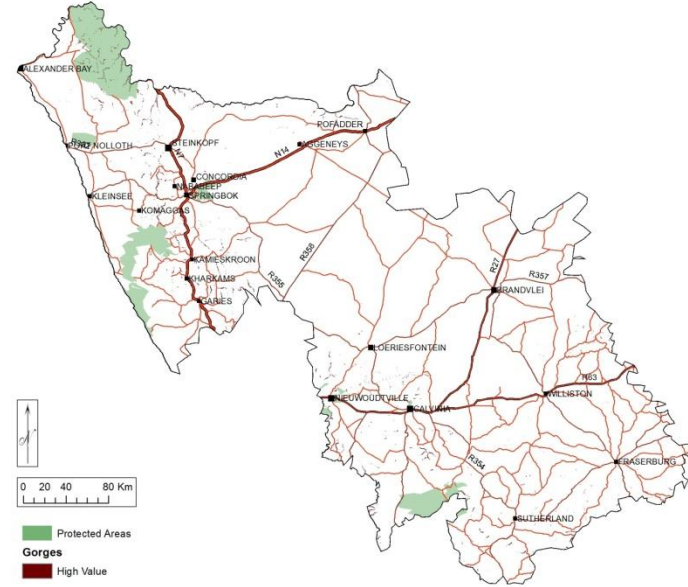 ALEXANDER BAY
POFADDER
STEINKOPF
N7
AGGENEYS
N14
NOLLOTH
CONCORDIA
NABABEEP
SPRINGBOK
KLEINSEE
KOMAGGAS
R358
KAMIESKROON
R27
R355
R357
KHARKAMS
BRANDVLEI
GARIES
LOERIESFONTEIN
R63
NIEUWOUDTVILLE
WILLISTON
CALVINIA
R354
FRASERBURG
N
0 20 40 80 Km
SUTHERLAND
Protected Areas
Gorges
High Value